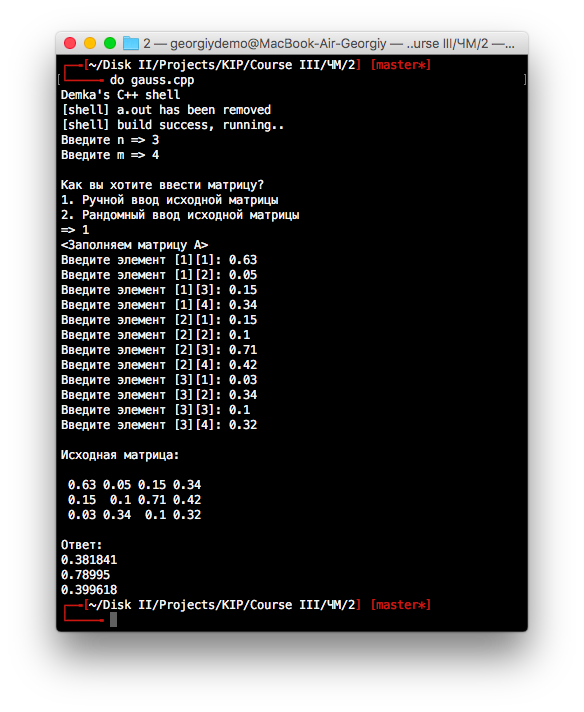 2 — georgiydemo@MacBook-Air-Georgiy — ..urse III/ЧМ/2 —...
[~/Disk II/Projects/KIP/Course III/ЧМ/2] [master*]
do gauss.cpp
Demka's C++ shell
[shell] a.out has been removed
[shell] build success, running..
Введите n => 3
Введите m => 4
Как вы хотите ввести матрицу?
1. Ручной ввод исходной матрицы
2. Рандомный ввод исходной матрицы
=> 1
<Заполняем матрицу А>
Введите элемент [1][1]: 0.63
Введите элемент [1][2]: 0.05
Введите элемент [1][3]: 0.15
Введите элемент [1][4]: 0.34
Введите элемент [2][1]: 0.15
Введите элемент [2][2]: 0.1
Введите элемент [2][3]: 0.71
Введите элемент [2][4]: 0.42
Введите элемент [3][1]: 0.03
Введите элемент [3][2]: 0.34
Введите элемент [3][3]: 0.1
Введите элемент [3][4]: 0.32
Исходная матрица:
0.63 0.05 0.15 0.34
0.15 0.1 0.71 0.42
0.03 0.34 0.1 0.32
Ответ:
0.381841
0.78995
0.399618
[~/Disk II/Projects/KIP/Course III/ЧМ/2] [master*]